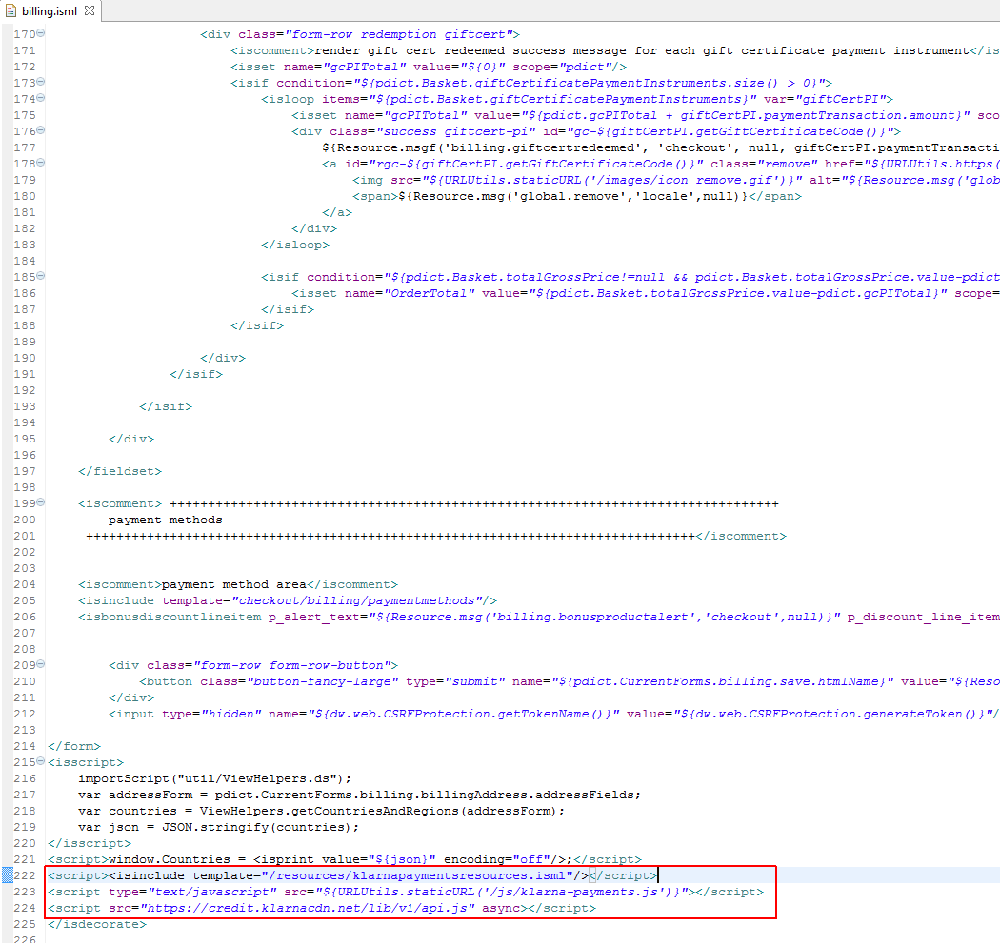 billing.isml
170 <div class="form-row redemption giftcert">
171 <iscomment>render gift cert redeemed success message for each gift certificate payment instrument</is
172 <isset name="gcPITotal" value="${0}" scope="pdict"/>
173 <isif condition="${pdict.Basket.giftCertificatePaymentInstruments.size() > 0}">
174 <isloop items="${pdict.Basket.giftCertificatePaymentInstruments}" var="giftCertPI">
175 <isset name="gcPITotal" value="${pdict.gcPITotal + giftCertPI.paymentTransaction.amount}" sco
176 <div class="success giftcert-pi" id="gc-${giftCertPI.getGiftCertificateCode()}">
177 ${Resource.msgf('billing.giftcertredeemed', 'checkout', null, giftCertPI.paymentTransacti
178 <a id="rgc-${giftCertPI.getGiftCertificateCode()}" class="remove" href="${URLUtils.https(
179 <img src="${URLUtils.staticURL('/images/icon_remove.gif')}" alt="${Resource.msg('glob
180 <span>${Resource.msg('global.remove','locale',null)}</span>
181 </a>
182 </div>
183 </isloop>
184
185 <isif condition="${pdict.Basket.totalGrossPrice!=null && pdict.Basket.totalGrossPrice.value-pdict
186 <isset name="OrderTotal" value="${pdict.Basket.totalGrossPrice.value-pdict.gcPITotal}" scope=
187 </isif>
188 </isif>
189
190 </div>
191 </isif>
192
193 </isif>
194
195 </div>
196
197 </fieldset>
198
199 <iscomment> ++++++++++++++++++++++++++++++++++++++++++++++++++++++++++++++++++++++++++++++++
200 payment methods
201 ++++++++++++++++++++++++++++++++++++++++++++++++++++++++++++++++++++++++++++++++</iscomment>
202
203
204 <iscomment>payment method area</iscomment>
205 <isinclude template="checkout/billing/paymentmethods"/>
206 <isbonusdiscountlineitem p_alert_text="${Resource.msg('billing.bonusproductalert','checkout',null)}" p_discount_line_item
207
208
209 <div class="form-row form-row-button">
210 <button class="button-fancy-large" type="submit" name="${pdict.CurrentForms.billing.save.htmlName}" value="${Reso
211 </div>
212 <input type="hidden" name="${dw.web.CSRFProtection.getTokenName()}" value="${dw.web.CSRFProtection.generateToken()}"/
213
214 </form>
215 <isscript>
216 importScript("util/ViewHelpers.ds");
217 var addressForm = pdict.CurrentForms.billing.billingAddress.addressFields;
218 var countries = ViewHelpers.getCountriesAndRegions(addressForm);
219 var json = JSON.stringify(countries);
220 </isscript>
221 <script>window.Countries = <isprint value="${json}" encoding="off"/>;</script>
222 <script><isinclude template="/resources/klarnapaymentsresources.isml"/></script>
223 <script type="text/javascript" src="${URLUtils.staticURL('/js/klarna-payments.js')}"></script>
224 <script src="https://credit.klarnacdn.net/lib/v1/api.js" async></script>
225 </isdecorate>
226